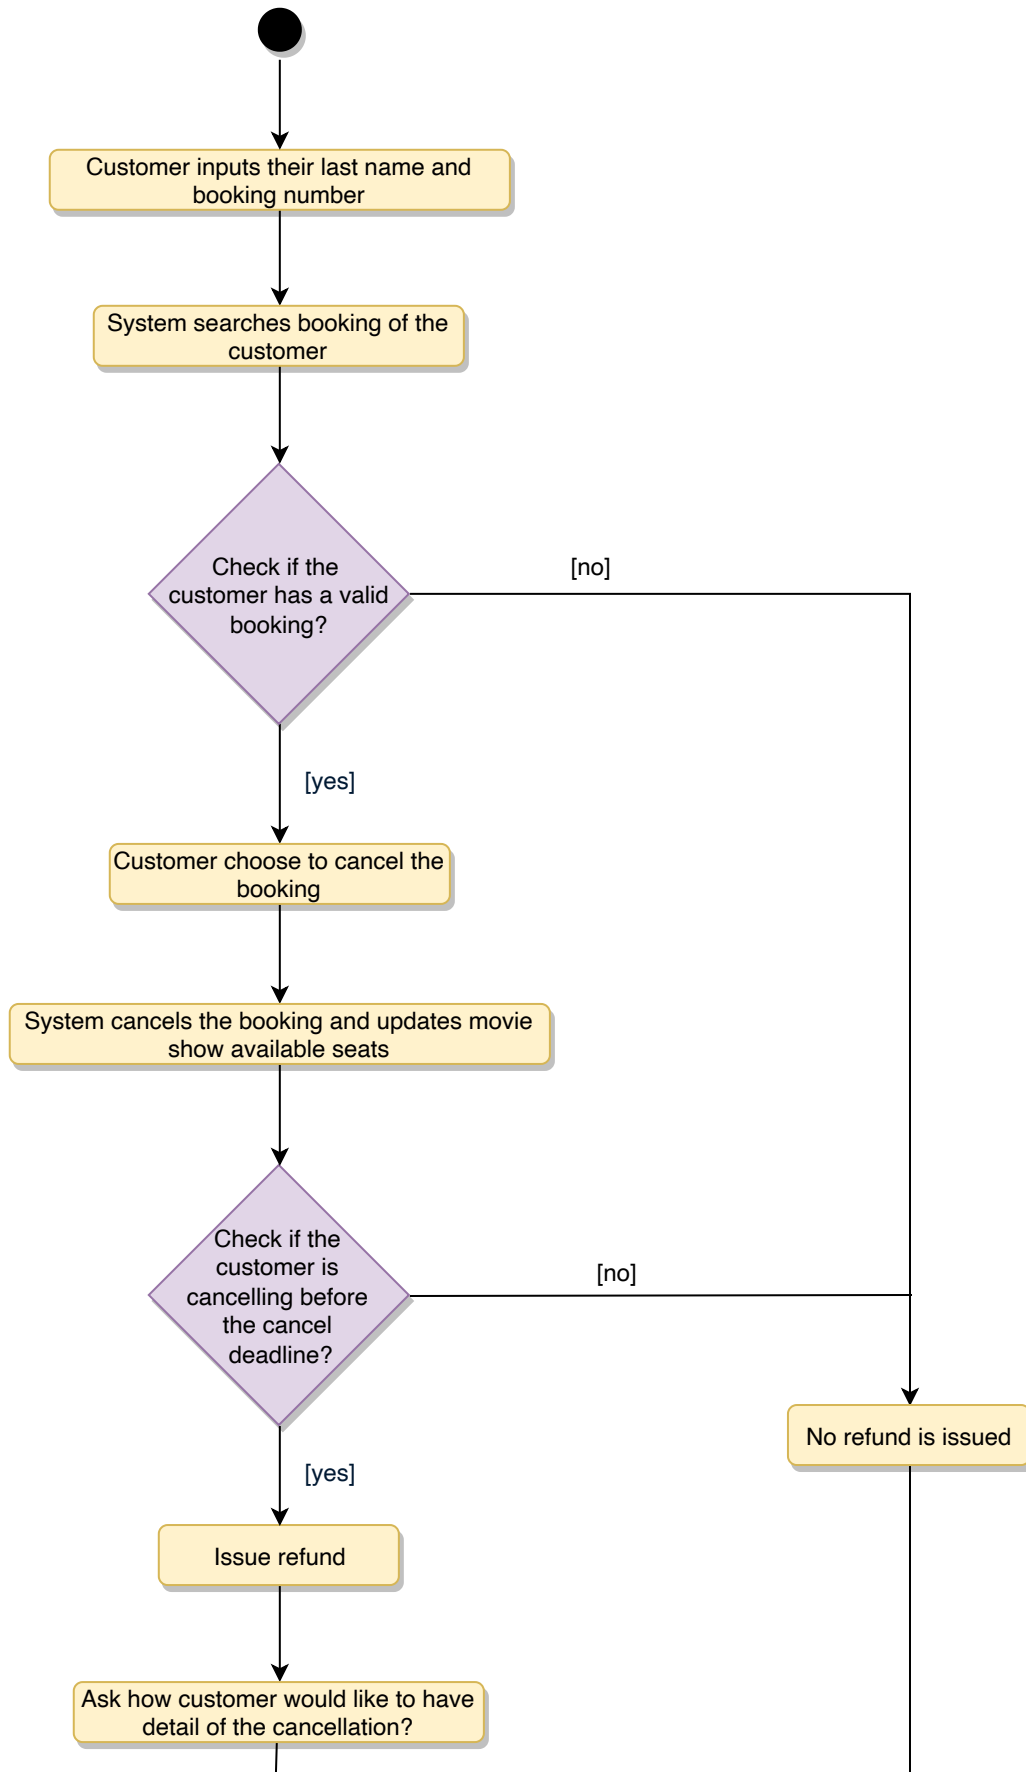 Customer inputs their last name and
booking number
System searches booking of the
customer
Check if the
customer has a valid
booking?
[no]
[yes]
Customer choose to cancel the
booking
System cancels the booking and updates movie
show available seats
Check if the
customer is
cancelling before
the cancel
deadline?
[no]
No refund is issued
[yes]
Issue refund
Ask how customer would like to have
detail of the cancellation?